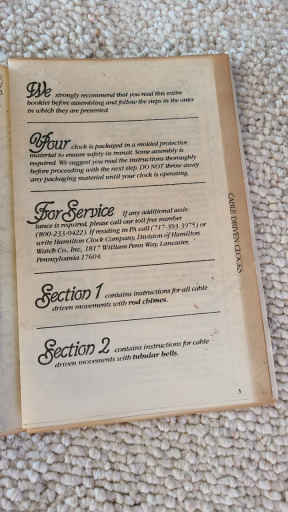 We strongly recommend that you read this entire
booklet before assembling and follow the steps in the order
in which they are presented.
Your clock is packaged in a molded protective
material to ensure safety in transit. Some assembly is
required. We suggest you read the instructions thoroughly
before proceeding with the next step. DO NOT throw away
any packaging material until your clock is operating.
For Service If any additional assis-
tance is required, please call our toll free number
(800-233-0422). If residing in PA call (717-393-3375) or
write Hamilton Clock Company, Division of Hamilton
Watch Co., Inc., 1817 William Penn Way, Lancaster,
Pennsylvania 17604.
Section 1 contains instructions for all cable
driven movements with rod chimes.
Section 2 contains instructions for cable
driven movements with tubular bells.
CABLE DRIVEN CLOCKS